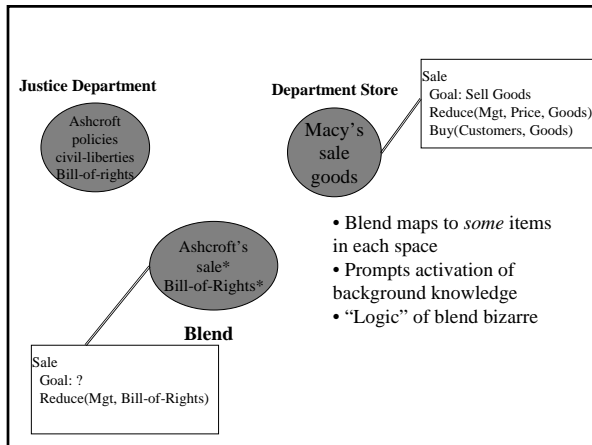 Justice Department
Ashcroft
policies
civil-liberties
Bill-of-rights
Department Store
Macy's
sale
goods
Sale
Goal: Sell Goods
Reduce(Mgt, Price, Goods)
Buy(Customers, Goods)
Ashcroft's
sale*
Bill-of-Rights*
Blend
Sale
Goal: ?
Reduce(Mgt, Bill-of-Rights)
• Blend maps to some items
in each space
• Prompts activation of
background knowledge
• “Logic” of blend bizarre